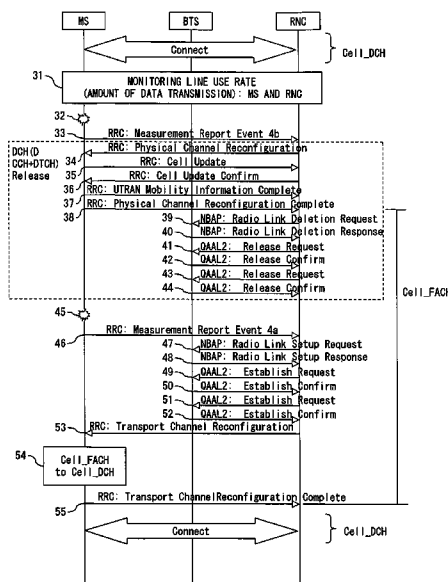 MS BTS RNC
Connect
Cell_DCH
31
MONITORING LINE USE RATE
(AMOUNT OF DATA TRANSMISSION): MS AND RNC
32
33 RRC: Measurement Report Event 4b
DCH(D
CCH+DTCH)
Release
RRC: Physical Channel Reconfiguration
34 RRC: Cell Update
35 RRC: Cell Update Confirm
36 RRC: UTRAN Mobility Information Complete
37 RRC: Physical Channel Reconfiguration Complete
38
39 NBAP: Radio Link Deletion Request
40 NBAP: Radio Link Deletion Response
41 QAAL2: Release Request
42 QAAL2: Release Confirm
43 QAAL2: Release Request
44 QAAL2: Release Confirm
Cell_FACH
45
46 RRC: Measurement Report Event 4a
47 NBAP: Radio Link Setup Request
48 NBAP: Radio Link Setup Response
49 QAAL2: Establish Request
50 QAAL2: Establish Confirm
51 QAAL2: Establish Request
52 QAAL2: Establish Confirm
53 RRC: Transport Channel Reconfiguration
54
Cell_FACH
to Cell_DCH
RRC: Transport ChannelReconfiguration Complete
55
Connect
Cell_DCH